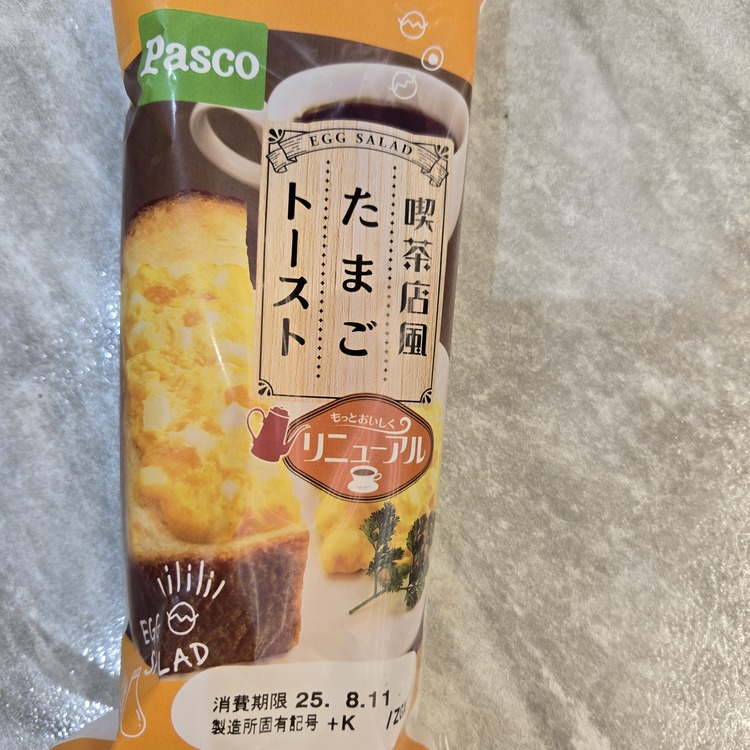 Pasco
EGG SALAD
喫茶店風
たまご
トースト
もっとおいしく
リニューアル
EGG
SALAD
消費期限 25. 8.11
製造所固有記号 +K